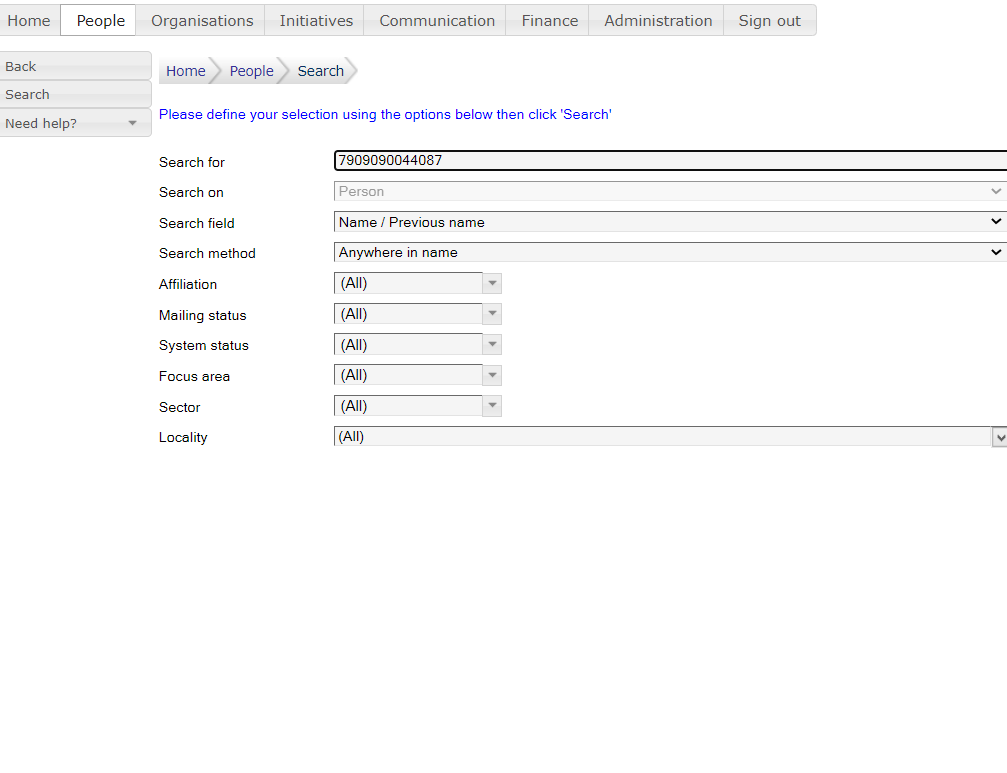 Home People Organisations Initiatives Communication Finance Administration Sign out
Back
Search
Need help?
Home People Search
Please define your selection using the options below then click 'Search'
Search for 7909090044087
Search on Person
Search field Name / Previous name
Search method Anywhere in name
Affiliation (All)
Mailing status (All)
System status (All)
Focus area (All)
Sector (All)
Locality (All)